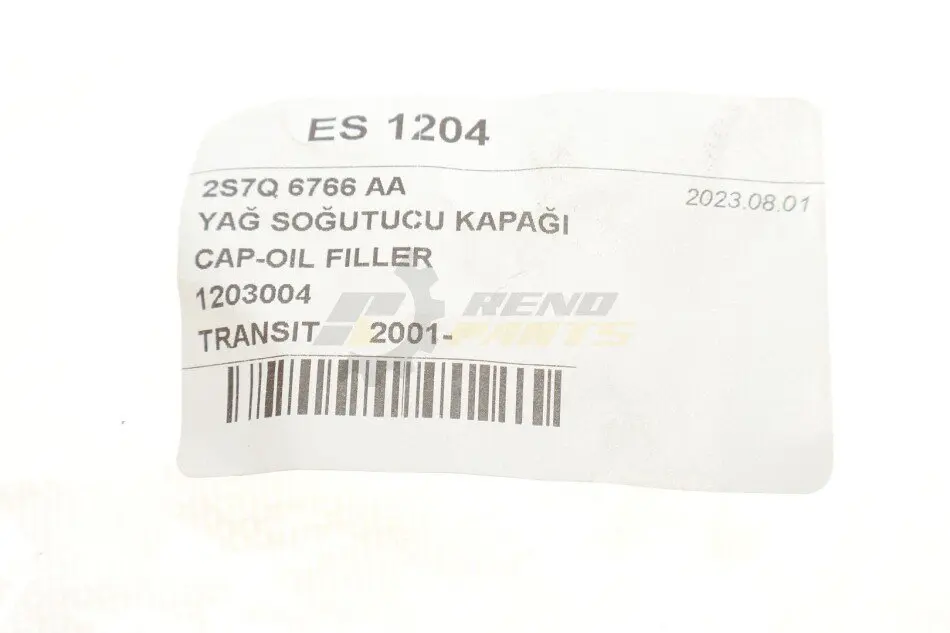 ES 1204
2S7Q 6766 AA
2023.08.01
YAĞ SOĞUTUCU KAPAĞI
CAP-OIL FILLER
1203004
TRANSIT 2001-
RENO
PARTS